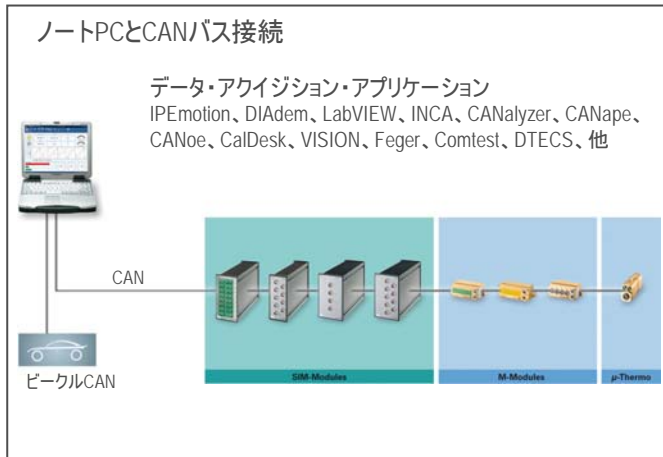 ノートPCとCANバス接続
データ・アクイジション・アプリケーション
IPEmotion、DIAdem、LabVIEW、INCA、CANalyzer、CANape、
CANoe、CalDesk、VISION、Feger、Comtest、DTECS、他
CAN
ビークルCAN
SIM-Modules
M-Modules
µ-Thermo